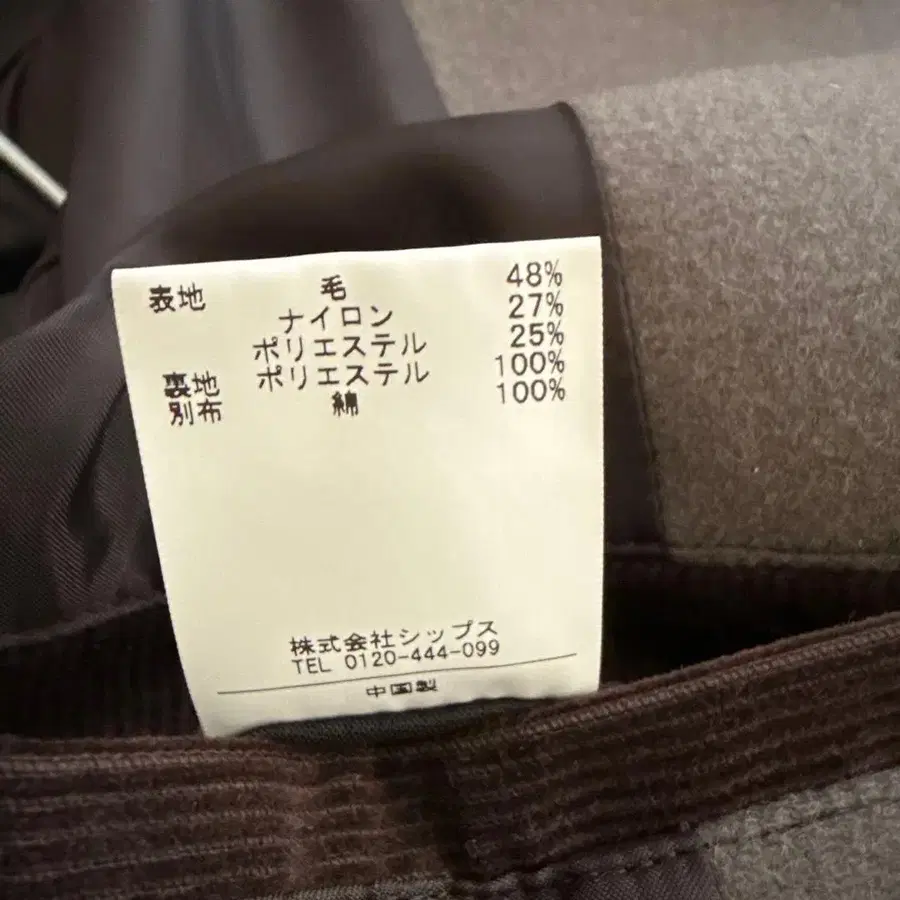 表地 毛 48%
ナイロン 27%
ポリエステル 25%
裏地 ポリエステル 100%
別布 綿 100%
株式会社シップス
TEL 0120-444-099
中国製